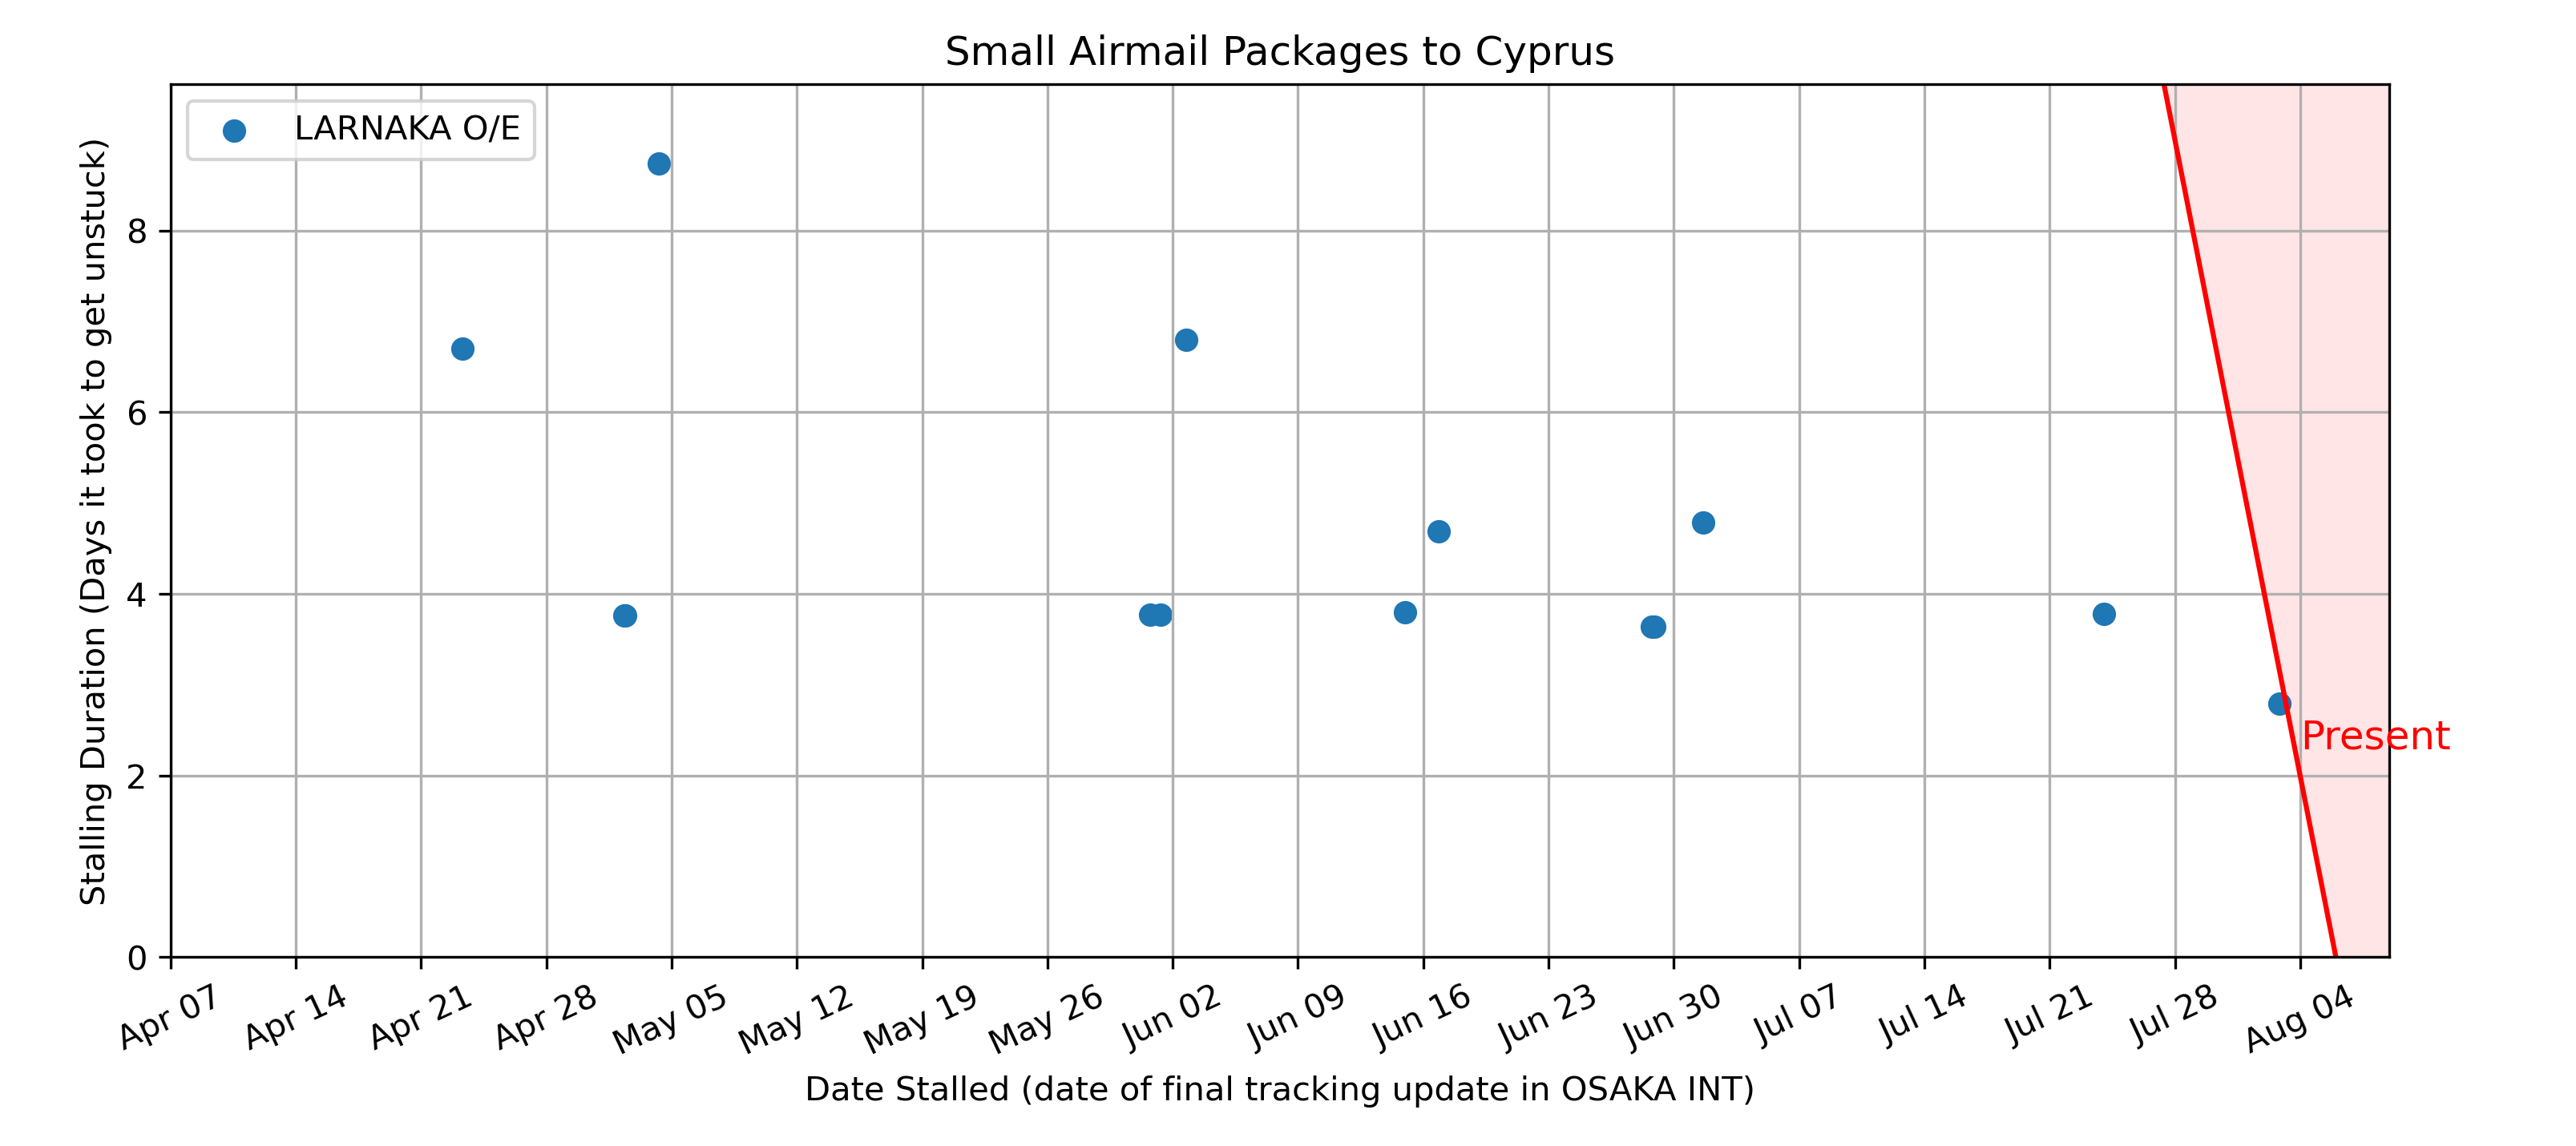 Small Airmail Packages to Cyprus
LARNAKA O/E
Stalling Duration (Days it took to get unstuck)
8
6
4
2
0
Present
Apr 07
Apr 14
Apr 21
Apr 28
May 05
May 12
May 19
May 26
Jun 02
Jun 09
Jun 16
Jun 23
Jun 30
Jul 07
Jul 14
Jul 21
Jul 28
Aug 04
Date Stalled (date of final tracking update in OSAKA INT)